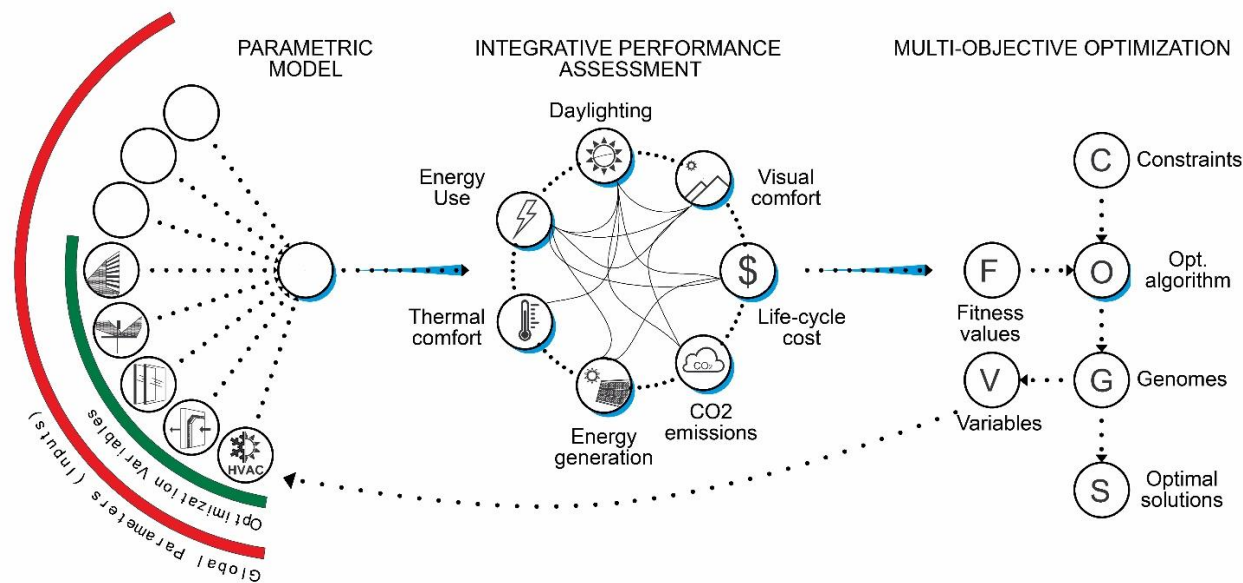 PARAMETRIC
MODEL
INTEGRATIVE PERFORMANCE
ASSESSMENT
MULTI-OBJECTIVE OPTIMIZATION
Daylighting
Energy
Use
Visual
comfort
Thermal
comfort
$
Life-cycle
cost
CO₂
CO2
emissions
Energy
generation
HVAC
Optimization Variables
Global Parameters (Inputs)
C
Constraints
F
Fitness
values
O
Opt.
algorithm
V
Variables
G
Genomes
S
Optimal
solutions